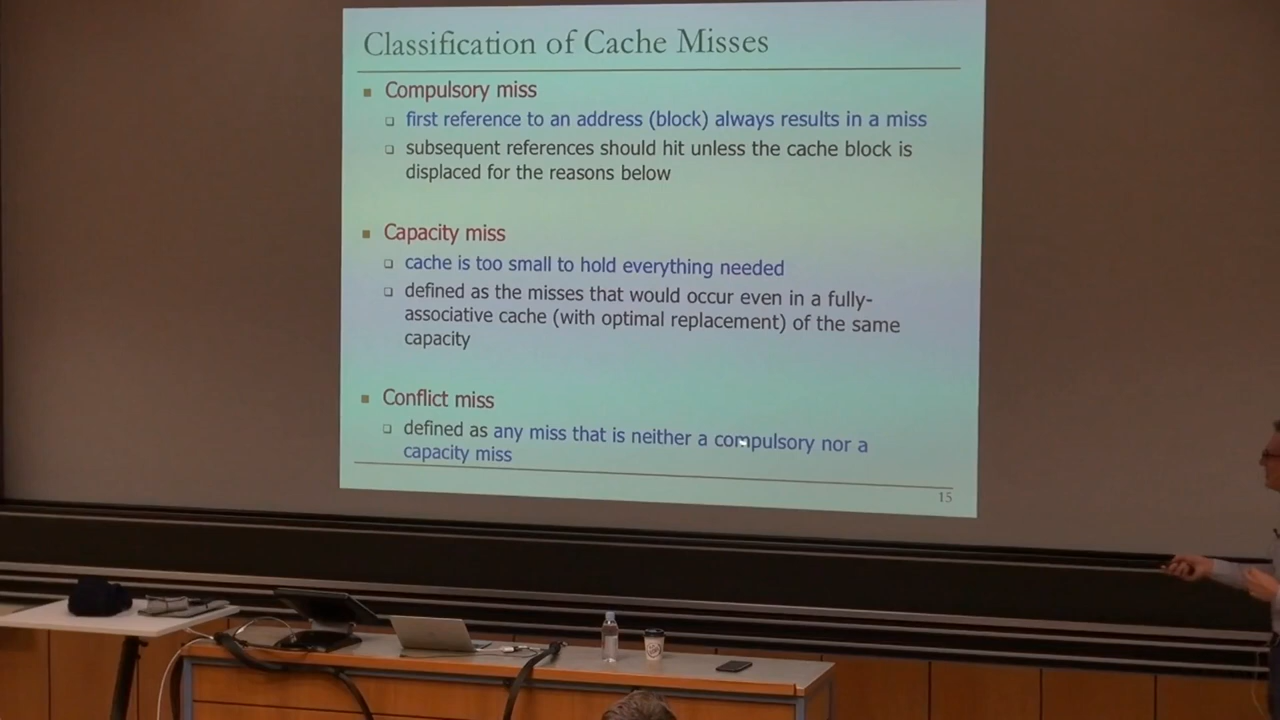 Classification of Cache Misses
Compulsory miss
first reference to an address (block) always results in a miss
subsequent references should hit unless the cache block is
displaced for the reasons below
Capacity miss
cache is too small to hold everything needed
defined as the misses that would occur even in a fully-
associative cache (with optimal replacement) of the same
capacity
Conflict miss
defined as any miss that is neither a compulsory nor a
capacity miss
15